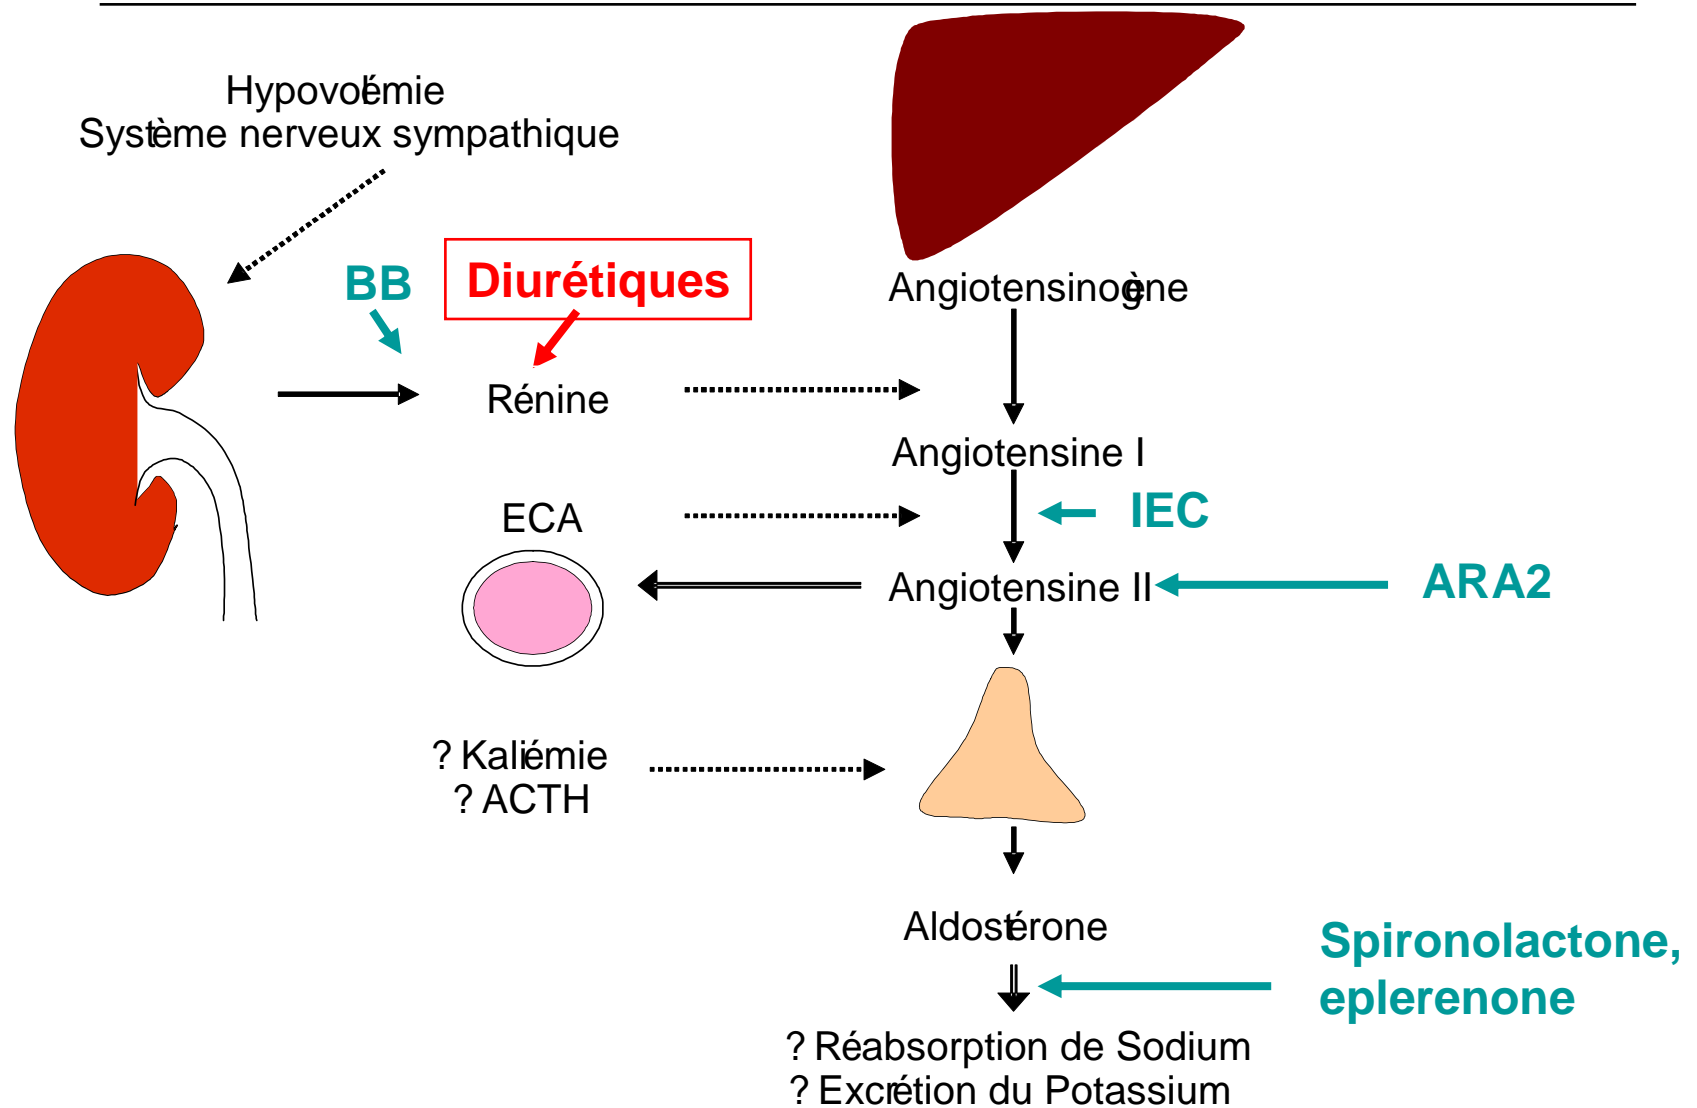 Hypovolémie
Système nerveux sympathique
BB
Diurétiques
Angiotensinogène
Rénine
Angiotensine I
ECA
IEC
Angiotensine II
ARA2
? Kaliémie
? ACTH
Aldostérone
Spironolactone,
eplerenone
? Réabsorption de Sodium
? Excrétion du Potassium